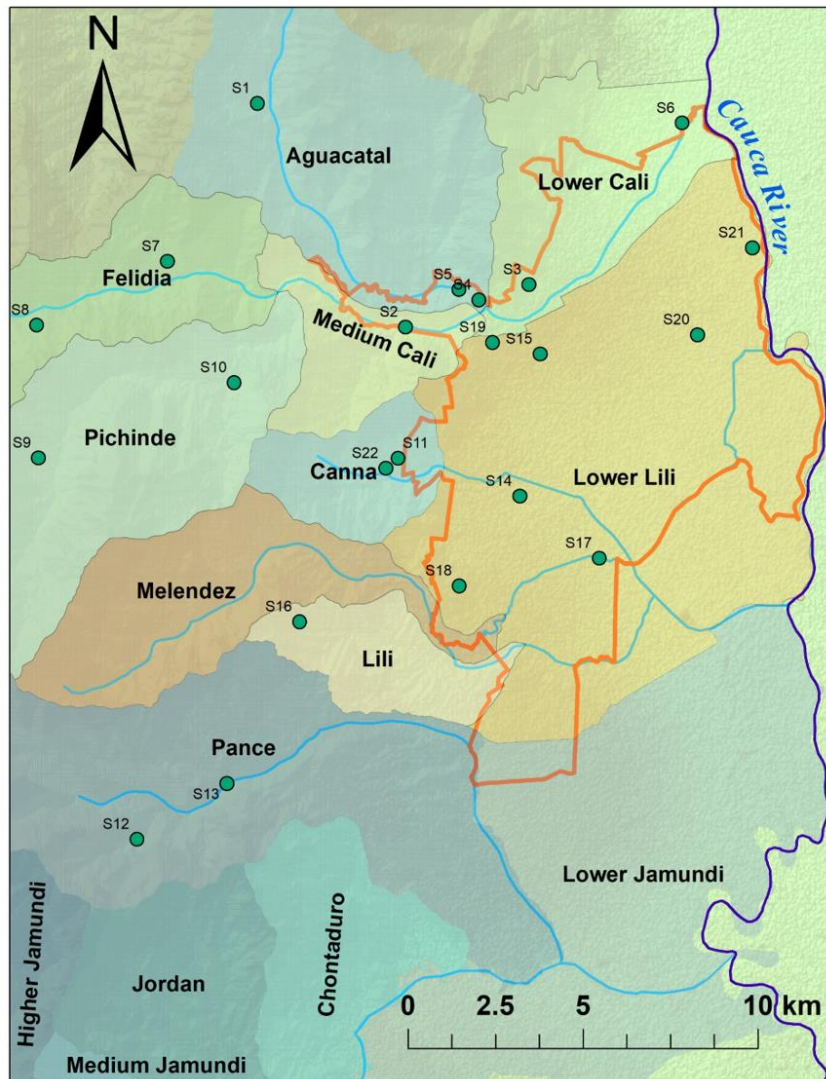 N
S1
Aguacatal
S6
Lower Cali
Cauca River
S7
Felidia
S21
S5
S4
S3
S8
S2
Medium Cali
S19
S15
S20
S10
Pichinde
S9
S22
S11
Canna
S14
Lower Lili
S17
S18
Melendez
S16
Lili
Pance
S13
S12
Lower Jamundi
Higher Jamundi
Jordan
Chontaduro
Medium Jamundi
0 2.5 5 10 km